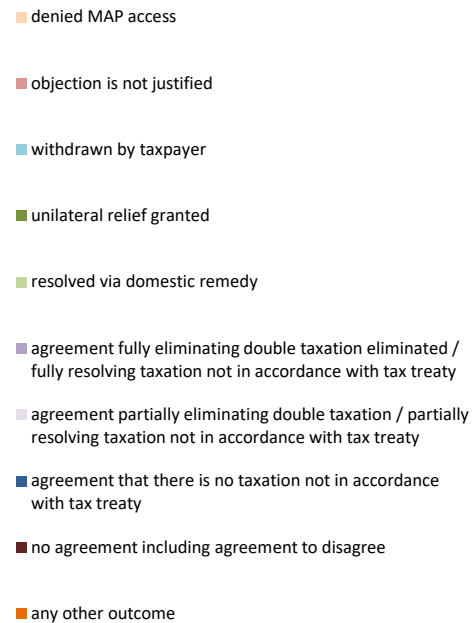 denied MAP access
objection is not justified
withdrawn by taxpayer
unilateral relief granted
resolved via domestic remedy
agreement fully eliminating double taxation eliminated /
fully resolving taxation not in accordance with tax treaty
agreement partially eliminating double taxation / partially
resolving taxation not in accordance with tax treaty
agreement that there is no taxation not in accordance
with tax treaty
no agreement including agreement to disagree
any other outcome